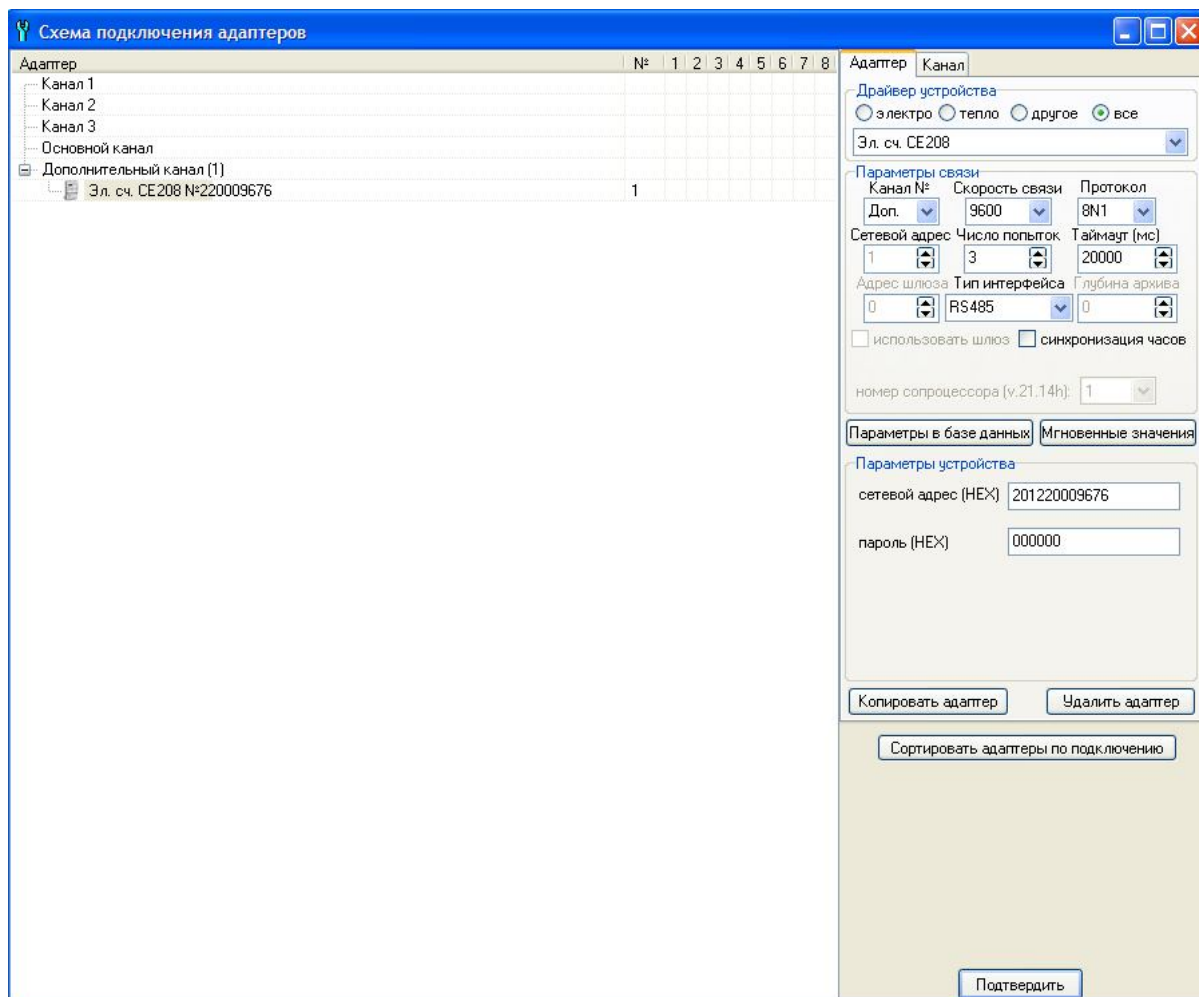 Схема подключения адаптеров
Адаптер № 1 2 3 4 5 6 7 8
Канал 1
Канал 2
Канал 3
Основной канал
Дополнительный канал (1)
Эл. сч. CE208 №220009676 1
Адаптер Канал
Драйвер устройства
электро тепло другое все
Эл. сч. CE208
Параметры связи
Канал № Скорость связи Протокол
Доп. 9600 8N1
Сетевой адрес Число попыток Таймаут (мс)
1 3 20000
Адрес шлюза Тип интерфейса Глубина архива
0 RS485 0
использовать шлюз синхронизация часов
номер сопроцессора (v.21.14h): 1
Параметры в базе данных Мгновенные значения
Параметры устройства
сетевой адрес (HEX) 201220009676
пароль (HEX) 000000
Копировать адаптер Удалить адаптер
Сортировать адаптеры по подключению
Подтвердить